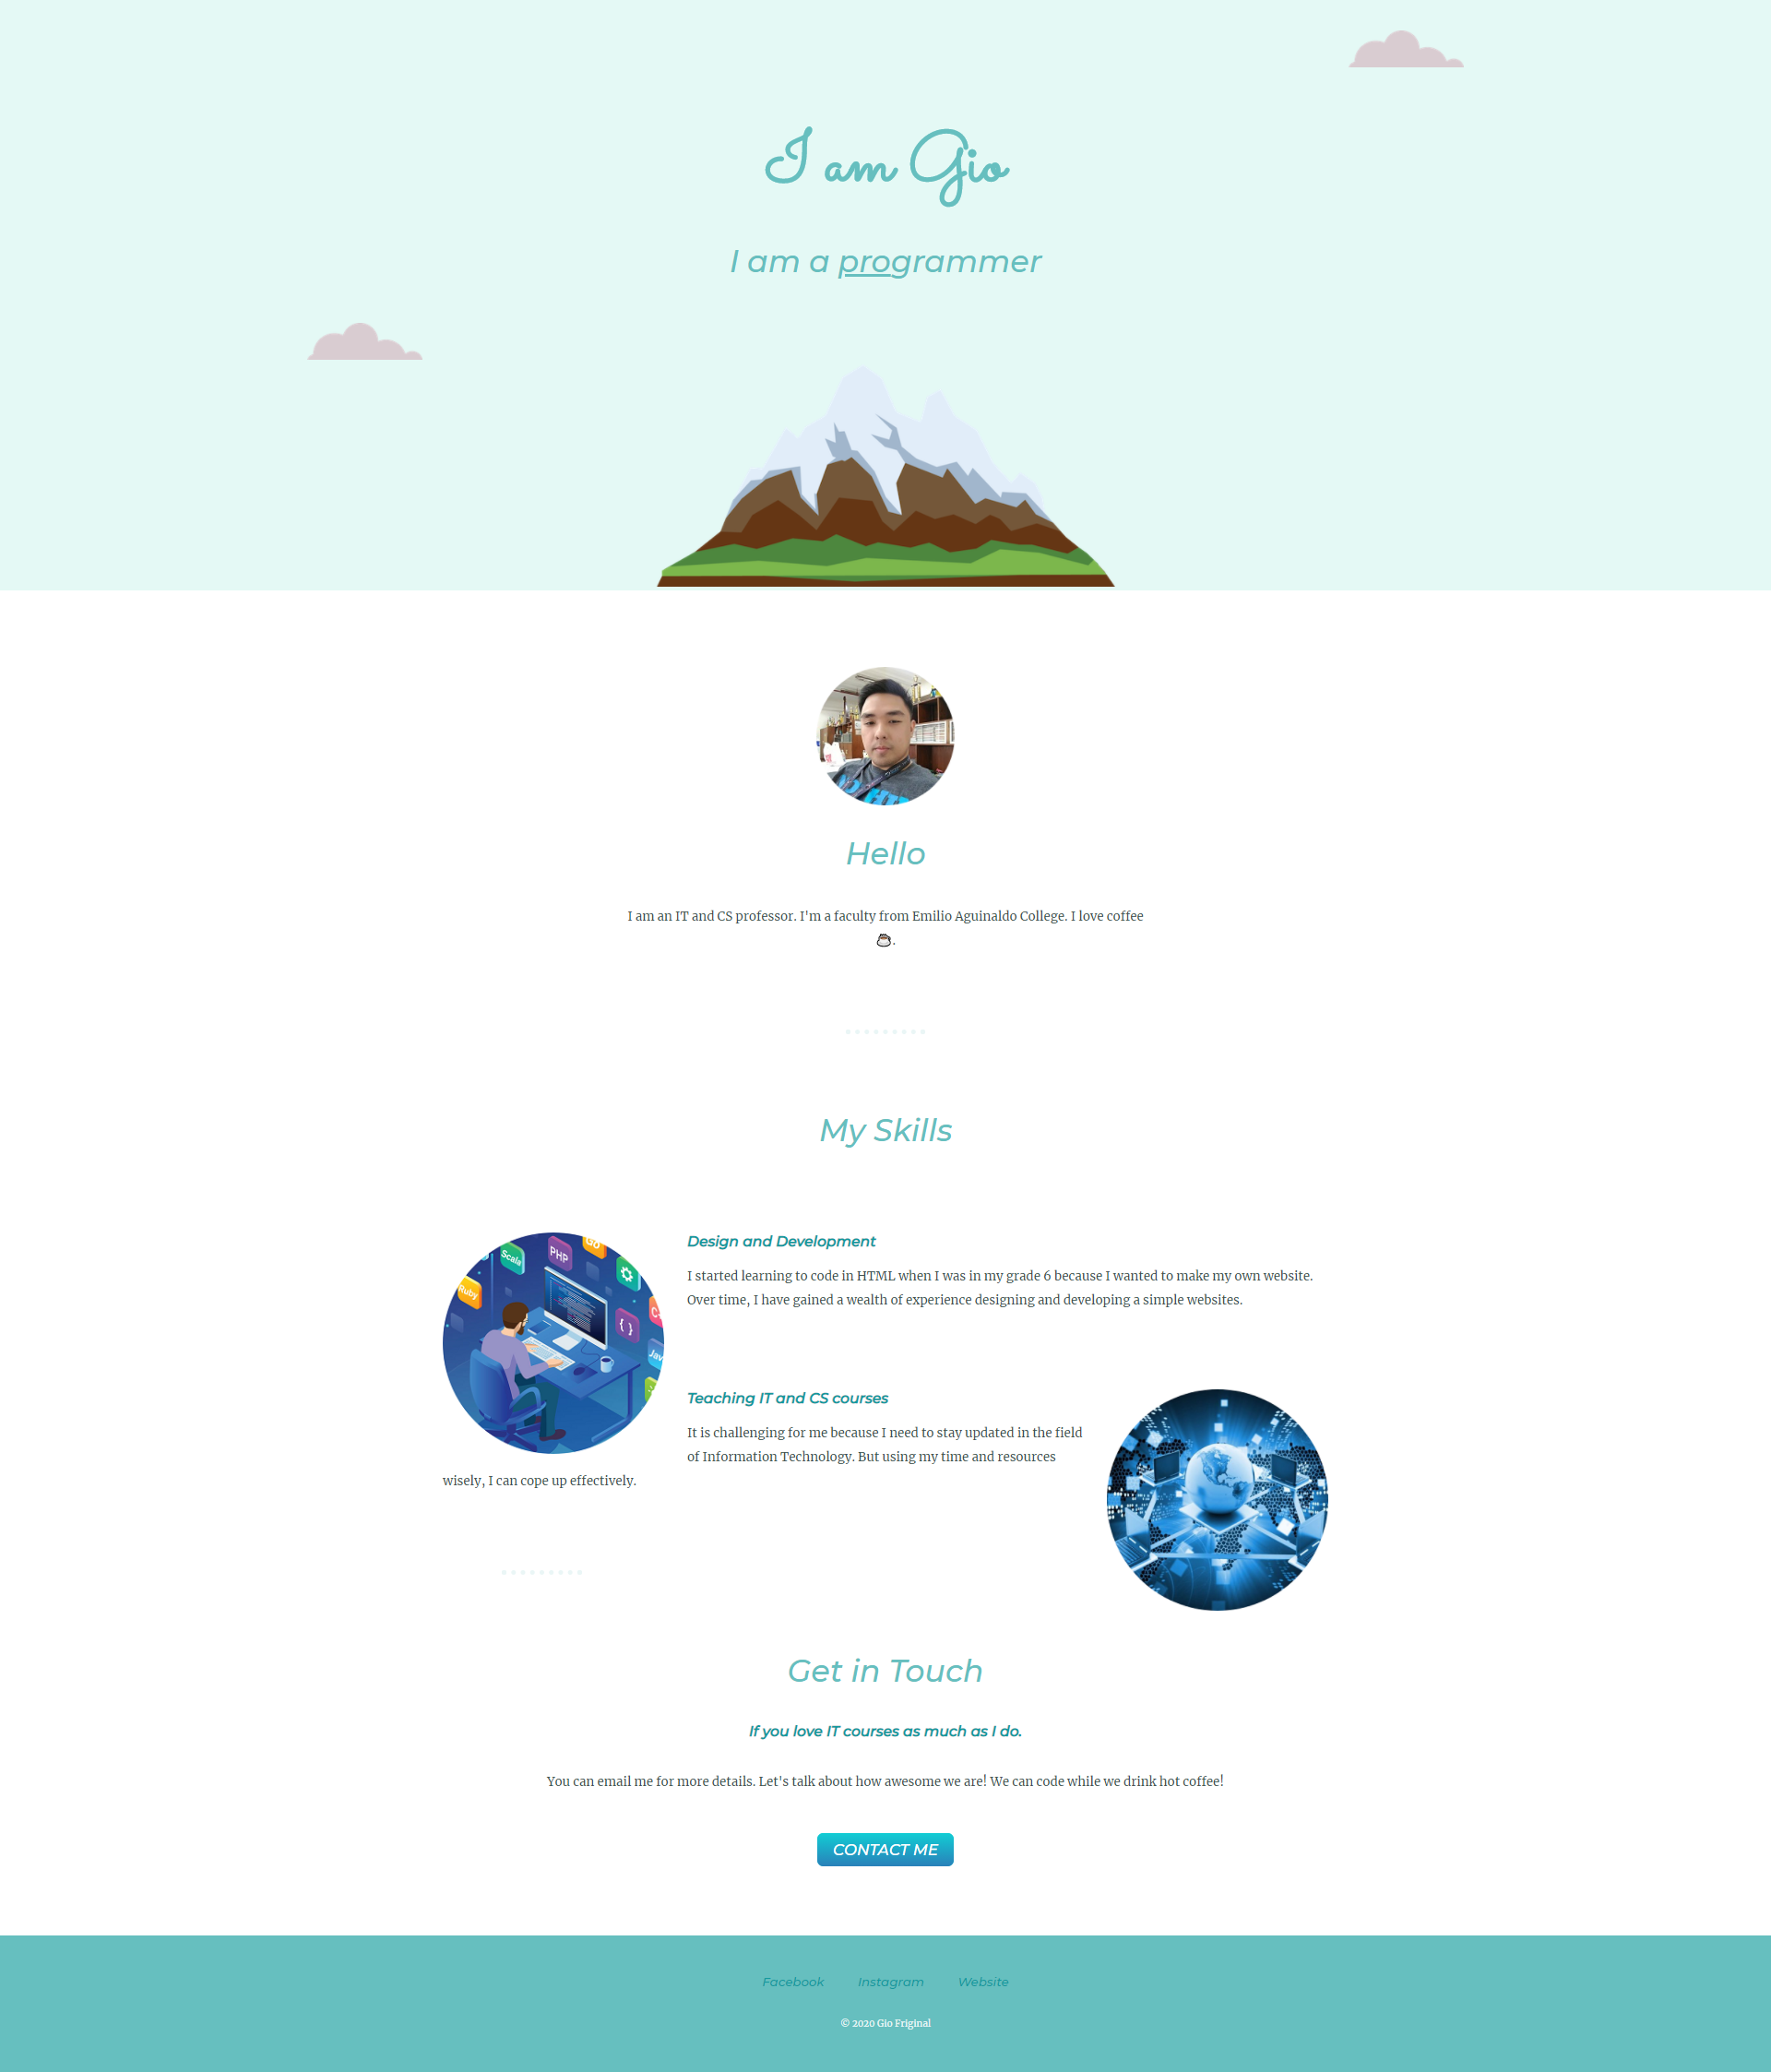 I am Gio
I am a programmer
Hello
I am an IT and CS professor. I'm a faculty from Emilio Aguinaldo College. I love coffee
☕.
My Skills
Scala
PHP
GO
Ruby
{ }
Design and Development
I started learning to code in HTML when I was in my grade 6 because I wanted to make my own website.
Over time, I have gained a wealth of experience designing and developing a simple websites.
Teaching IT and CS courses
It is challenging for me because I need to stay updated in the field
of Information Technology. But using my time and resources
wisely, I can cope up effectively.
Get in Touch
If you love IT courses as much as I do.
You can email me for more details. Let's talk about how awesome we are! We can code while we drink hot coffee!
CONTACT ME
Facebook Instagram Website
© 2020 Gio Friginal